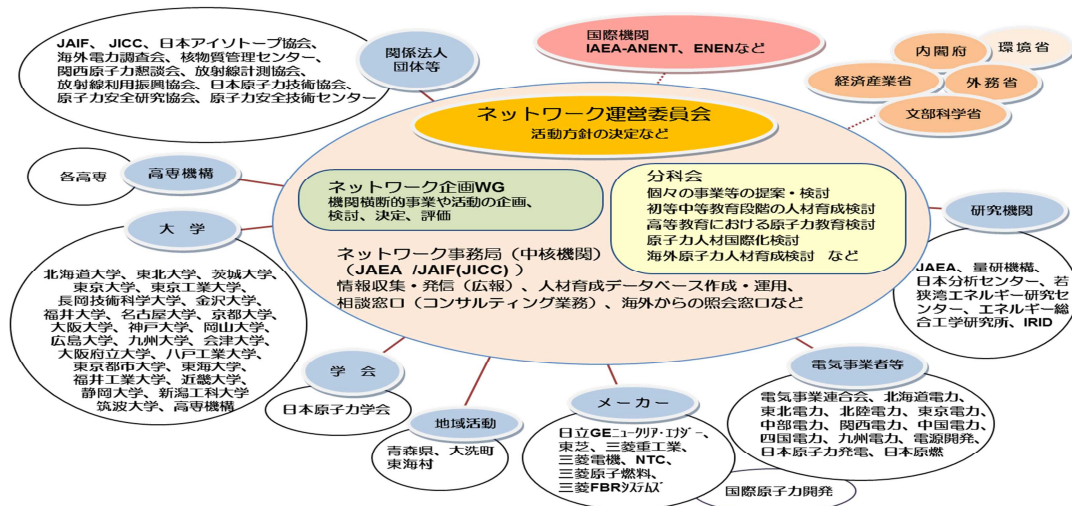 JAIF、 JICC、日本アイソトープ協会、
海外電力調査会、核物質管理センター、
関西原子力懇談会、放射線計測協会、
放射線利用振興協会、日本原子力技術協会、
原子力安全研究協会、原子力安全技術センター
関係法人
団体等
国際機関
IAEA-ANENT、ENENなど
内閣府
環境省
経済産業省
外務省
文部科学省
ネットワーク運営委員会
活動方針の決定など
各高専
高専機構
ネットワーク企画WG
機関横断的事業や活動の企画、
検討、決定、評価
分科会
個々の事業等の提案・検討
初等中等教育段階の人材育成検討
高等教育における原子力教育検討
原子力人材国際化検討
海外原子力人材育成検討 など
ネットワーク事務局（中核機関）
（JAEA /JAIF(JICC) ）
情報収集・発信（広報）、人材育成データベース作成・運用、
相談窓口（コンサルティング業務）、海外からの照会窓口など
大 学
北海道大学、東北大学、茨城大学、
東京大学、東京工業大学、
長岡技術科学大学、金沢大学、
福井大学、名古屋大学、京都大学、
大阪大学、神戸大学、岡山大学、
広島大学、九州大学、会津大学、
大阪府立大学、八戸工業大学、
東京都市大学、東海大学、
福井工業大学、近畿大学、
静岡大学、新潟工科大学
筑波大学、高専機構
研究機関
JAEA、量研機構、
日本分析センター、若
狭湾エネルギー研究セ
ンター、エネルギー総
合工学研究所、IRID
学 会
日本原子力学会
地域活動
青森県、大洗町、
東海村
メーカー
日立GEﾆｭｰｸﾘｱ･ｴﾅｼﾞｰ、
東芝、三菱重工業、
三菱電機、NTC、
三菱原子燃料、
三菱FBRｼｽﾃﾑｽﾞ
電気事業者等
電気事業連合会、北海道電力、
東北電力、北陸電力、東京電力、
中部電力、関西電力、中国電力、
四国電力、九州電力、電源開発、
日本原子力発電、日本原燃
国際原子力開発